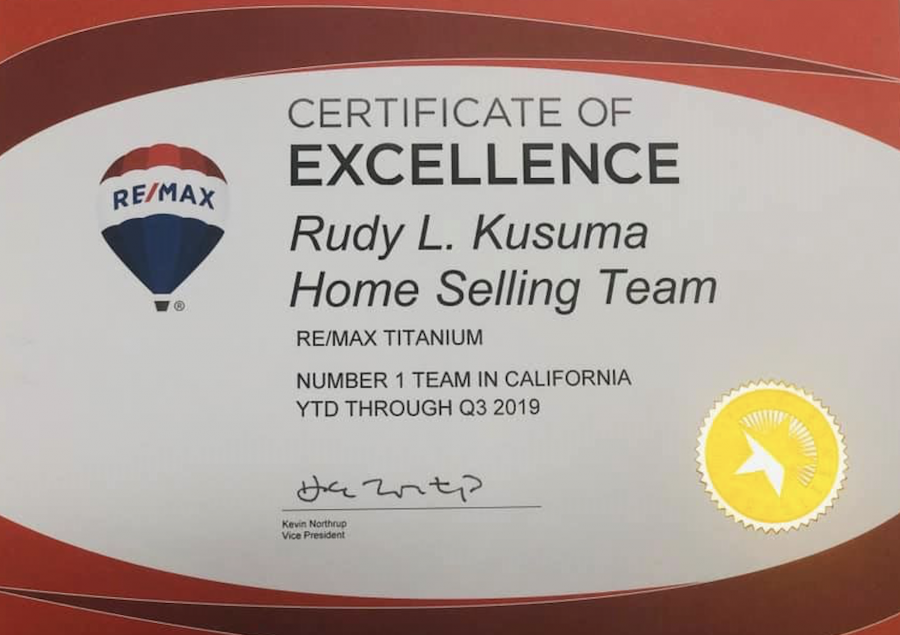 CERTIFICATE OF
EXCELLENCE
RE/MAX
®
Rudy L. Kusuma
Home Selling Team
RE/MAX TITANIUM
NUMBER 1 TEAM IN CALIFORNIA
YTD THROUGH Q3 2019
Kevin Northrup
Vice President